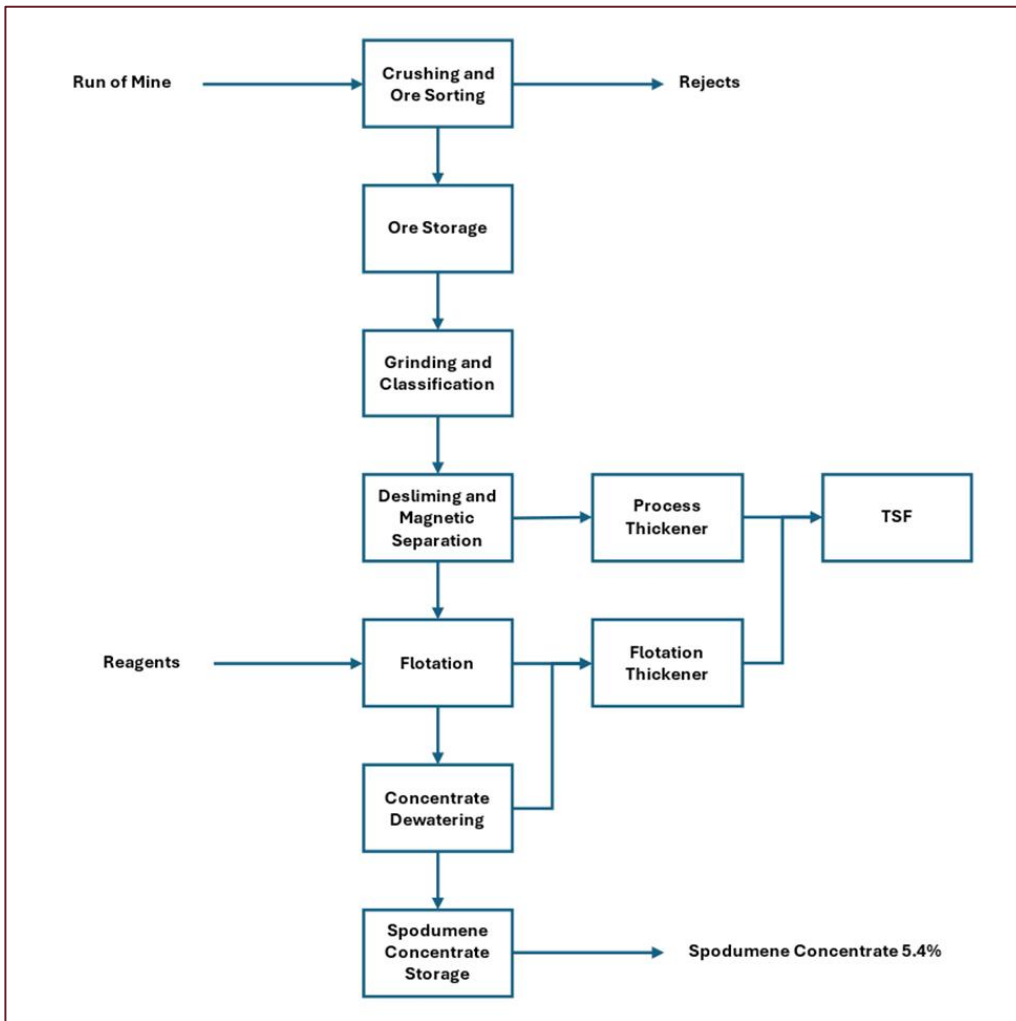 Run of Mine
Crushing and
Ore Sorting
Rejects
Ore Storage
Grinding and
Classification
Desliming and
Magnetic
Separation
Process
Thickener
TSF
Reagents
Flotation
Flotation
Thickener
Concentrate
Dewatering
Spodumene
Concentrate
Storage
Spodumene Concentrate 5.4%